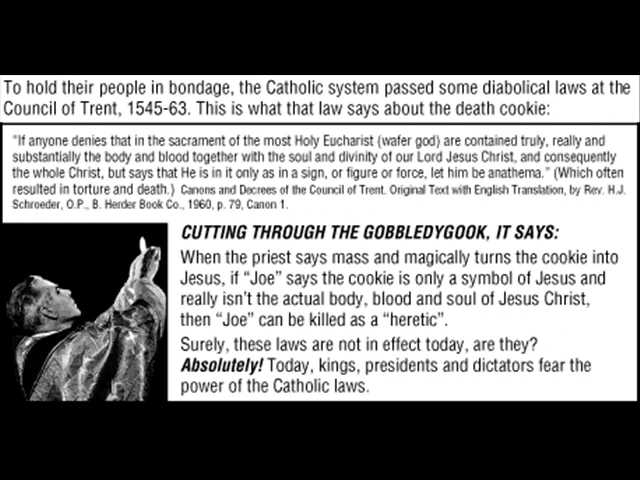 To hold their people in bondage, the Catholic system passed some diabolical laws at the
Council of Trent, 1545-63. This is what that law says about the death cookie:
"If anyone denies that in the sacrament of the most Holy Eucharist (wafer god) are contained truly, really and
substantially the body and blood together with the soul and divinity of our Lord Jesus Christ, and consequently
the whole Christ, but says that He is in it only as in a sign, or figure or force, let him be anathema." (Which often
resulted in torture and death.) Canons and Decrees of the Council of Trent. Original Text with English Translation, by Rev. H.J.
Schroeder, O.P., B. Herder Book Co., 1960, p. 79, Canon 1.
CUTTING THROUGH THE GOBBLEDYGOOK, IT SAYS:
When the priest says mass and magically turns the cookie into
Jesus, if "Joe" says the cookie is only a symbol of Jesus and
really isn't the actual body, blood and soul of Jesus Christ,
then "Joe" can be killed as a "heretic".
Surely, these laws are not in effect today, are they?
Absolutely! Today, kings, presidents and dictators fear the
power of the Catholic laws.